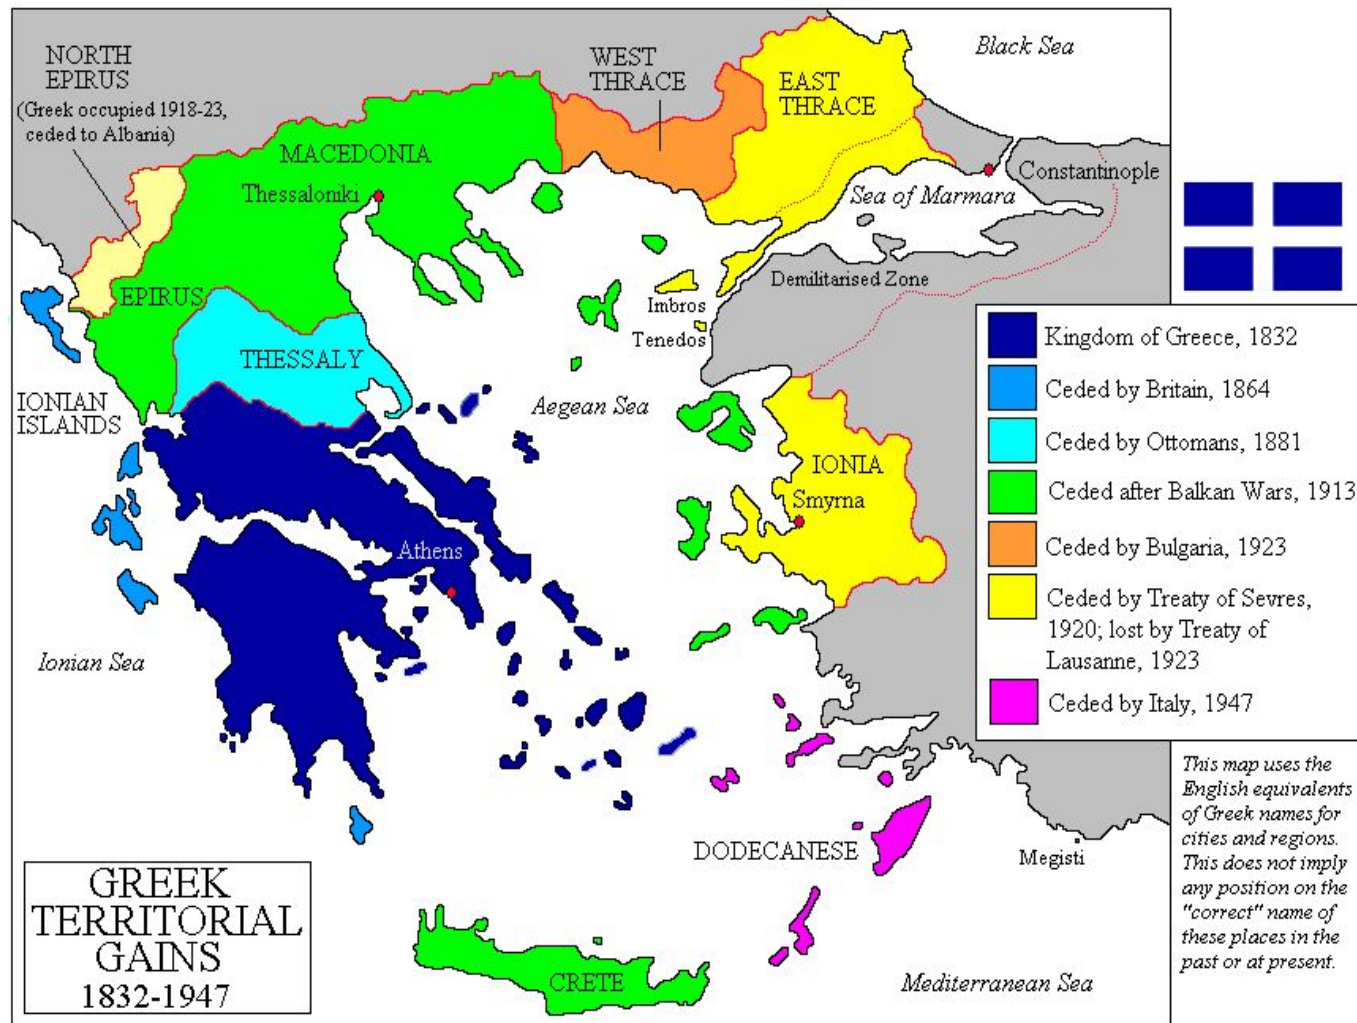 Black Sea
NORTH
EPIRUS
(Greek occupied 1918-23,
ceded to Albania)
WEST
THRACE
EAST
THRACE
MACEDONIA
Thessaloniki
Constantinople
Sea of Marmara
Demilitarised Zone
EPIRUS
Imbros
Tenedos
THESSALY
IONIAN
ISLANDS
Aegean Sea
IONIA
Smyrna
Athens
Ionian Sea
DODECANESE
Megisti
CRETE
Mediterranean Sea
GREEK
TERRITORIAL
GAINS
1832-1947
Kingdom of Greece, 1832
Ceded by Britain, 1864
Ceded by Ottomans, 1881
Ceded after Balkan Wars, 1913
Ceded by Bulgaria, 1923
Ceded by Treaty of Sevres,
1920; lost by Treaty of
Lausanne, 1923
Ceded by Italy, 1947
This map uses the
English equivalents
of Greek names for
cities and regions.
This does not imply
any position on the
"correct" name of
these places in the
past or at present.